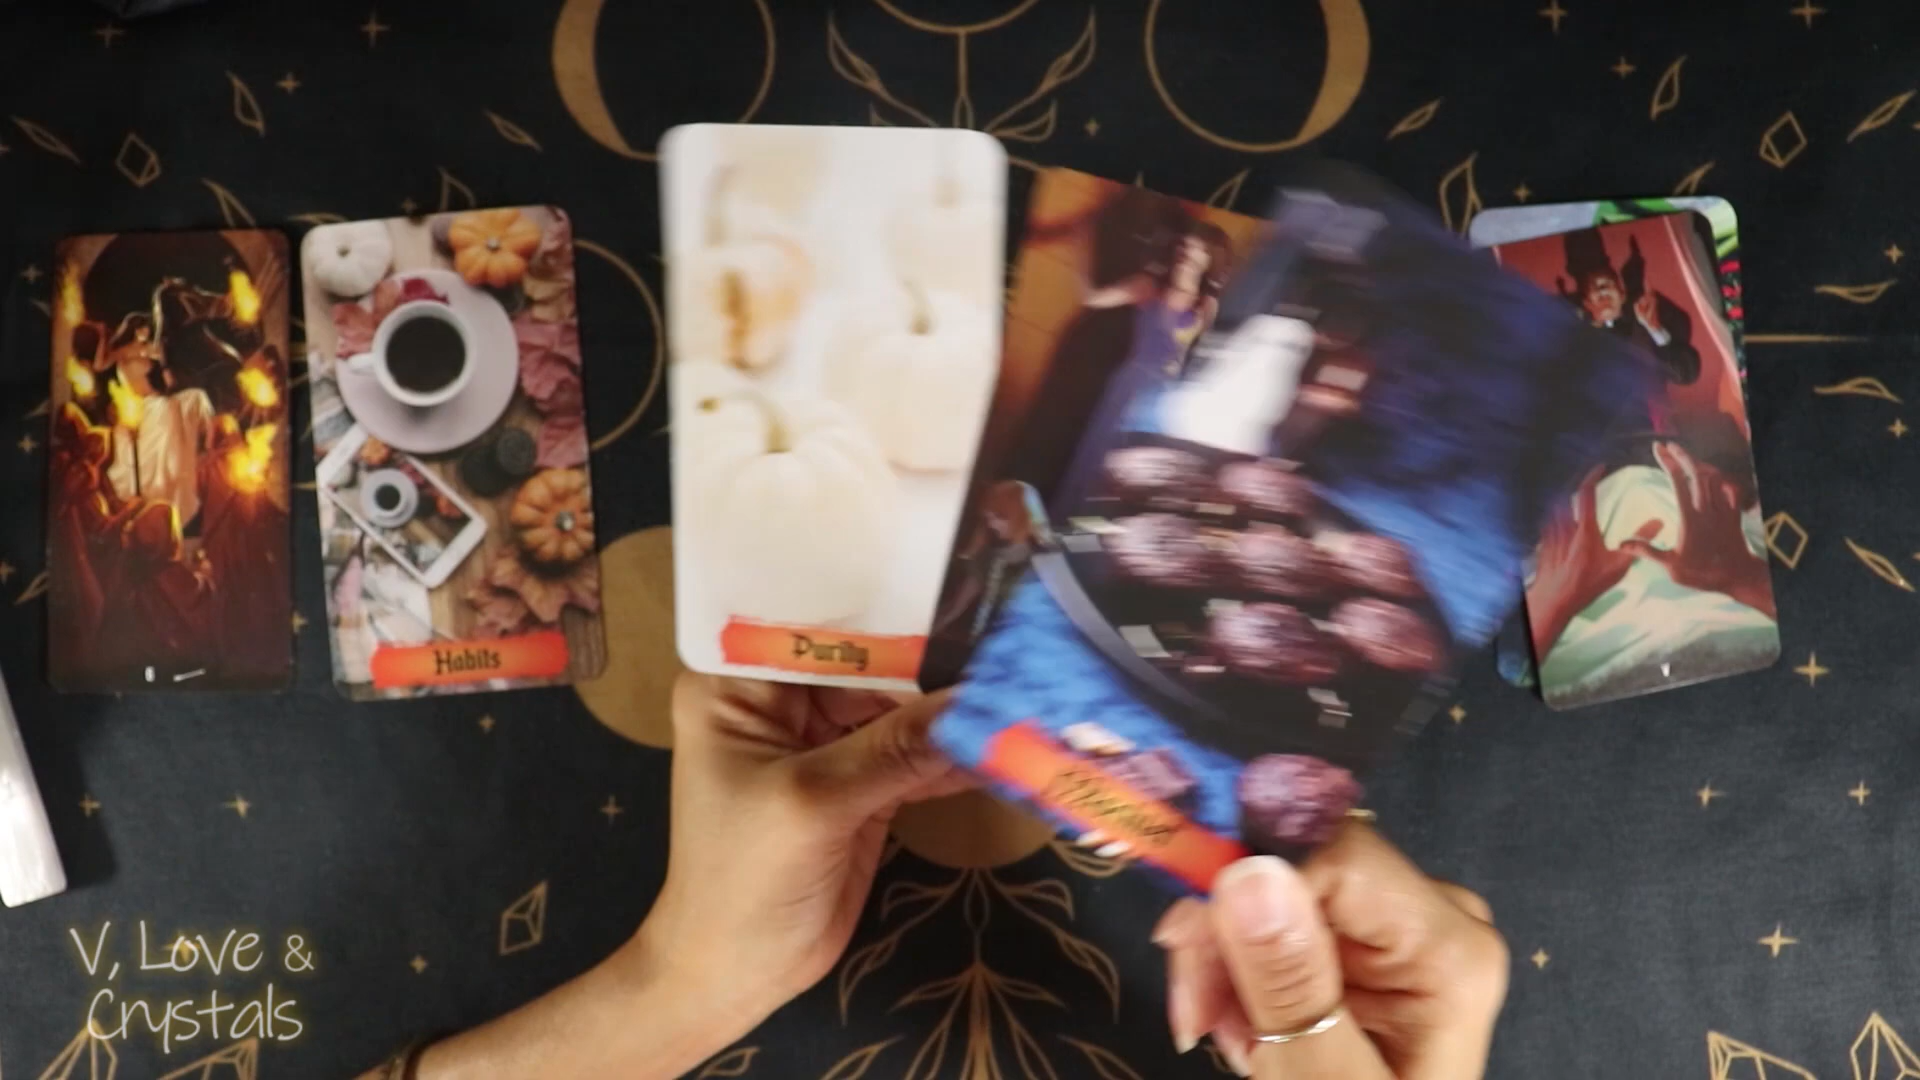 Habits
Purity
V
V, Love &
Crystals